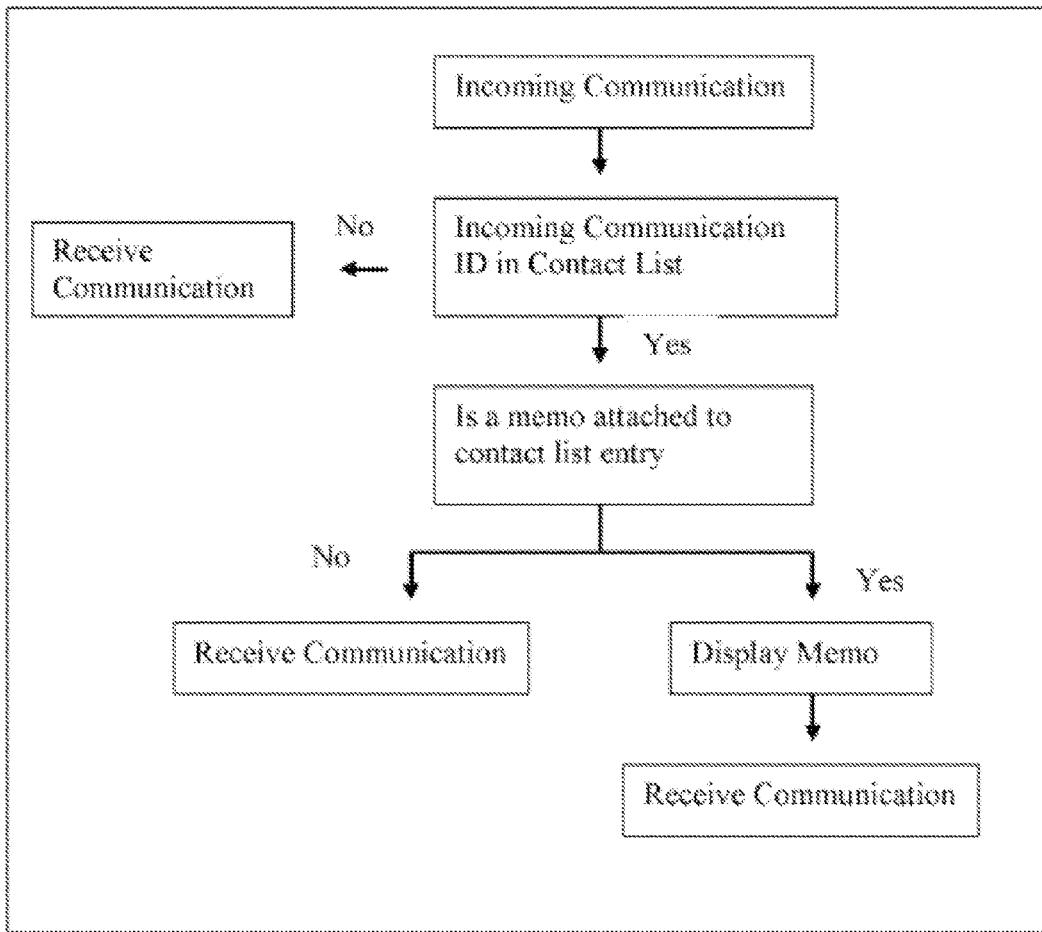 Incoming Communication
No
Incoming Communication
ID in Contact List
Receive
Communication
Yes
Is a memo attached to
contact list entry
No
Yes
Receive Communication
Display Memo
Receive Communication